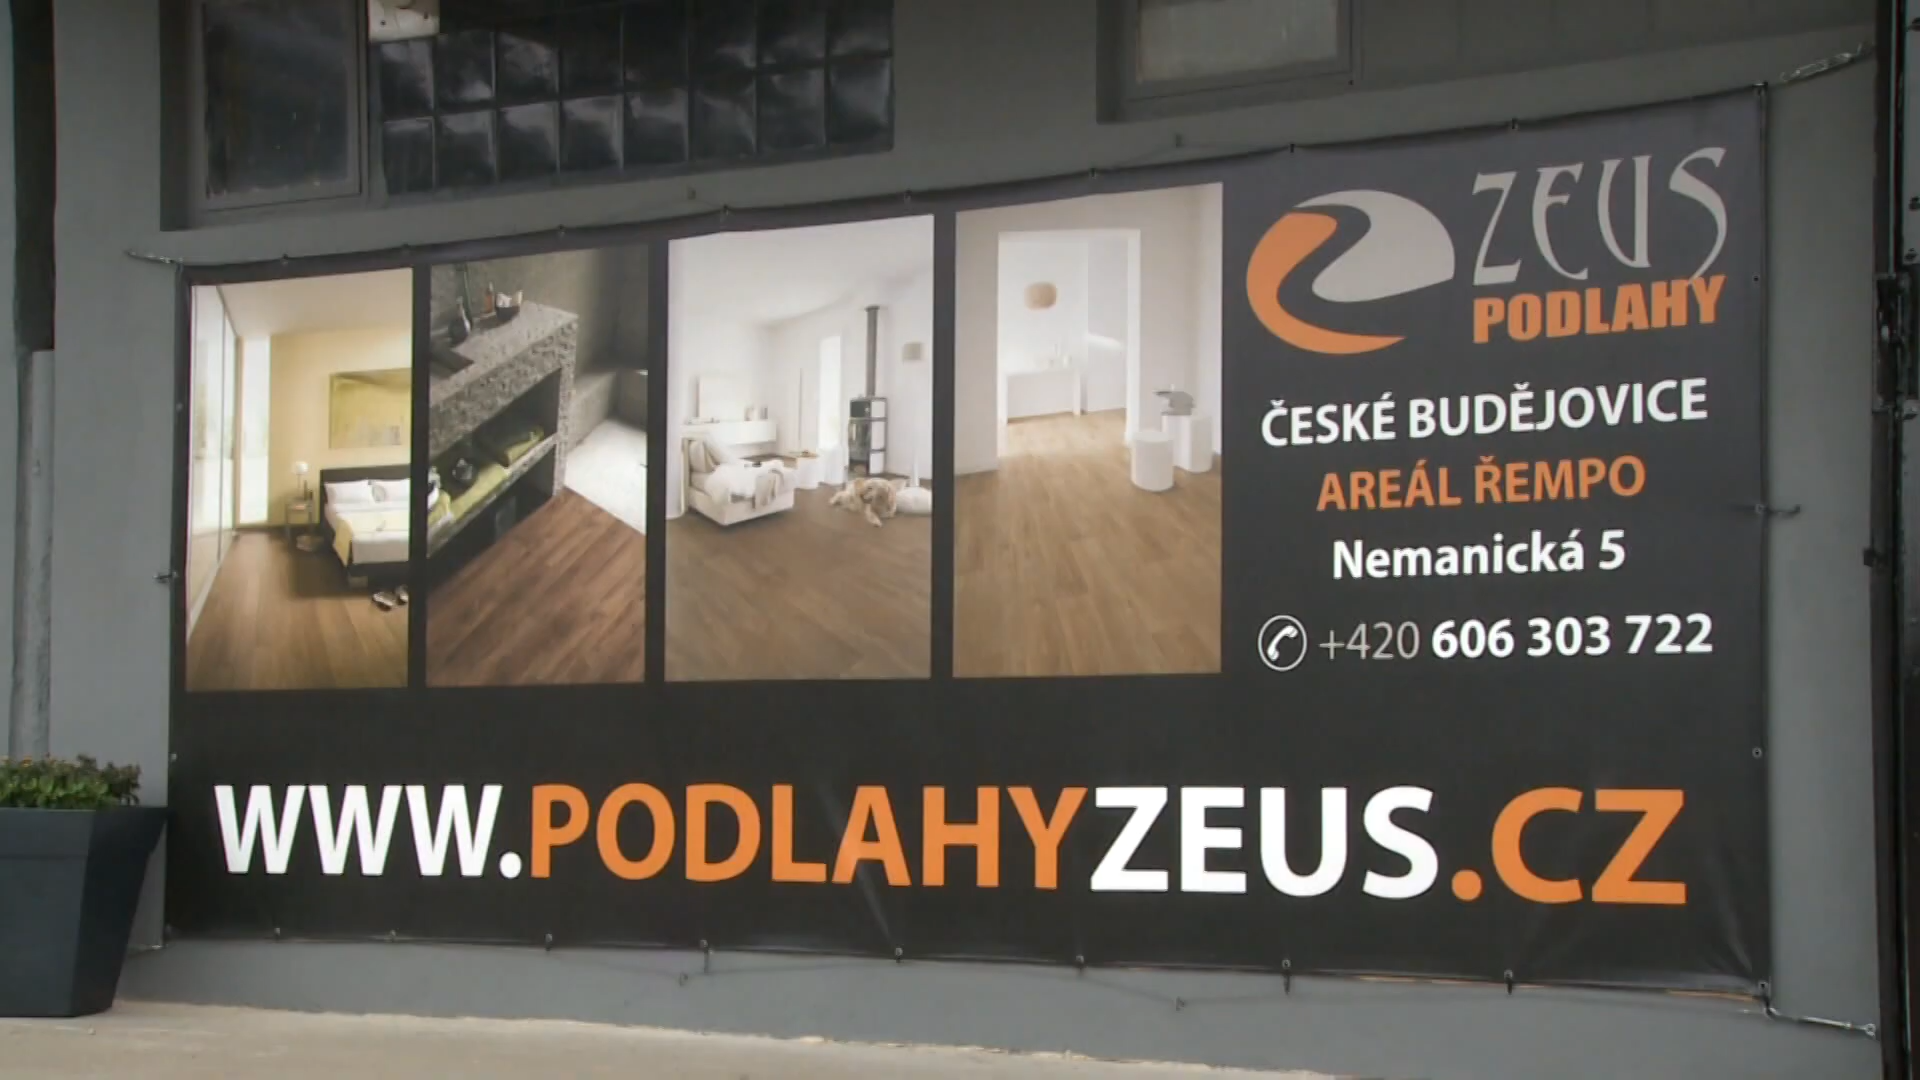 ZEUS
PODLAHY
ČESKÉ BUDĚJOVICE
AREÁL ŘEMPO
Nemanická 5
+420 606 303 722
WWW.PODLAHYZEUS.CZ